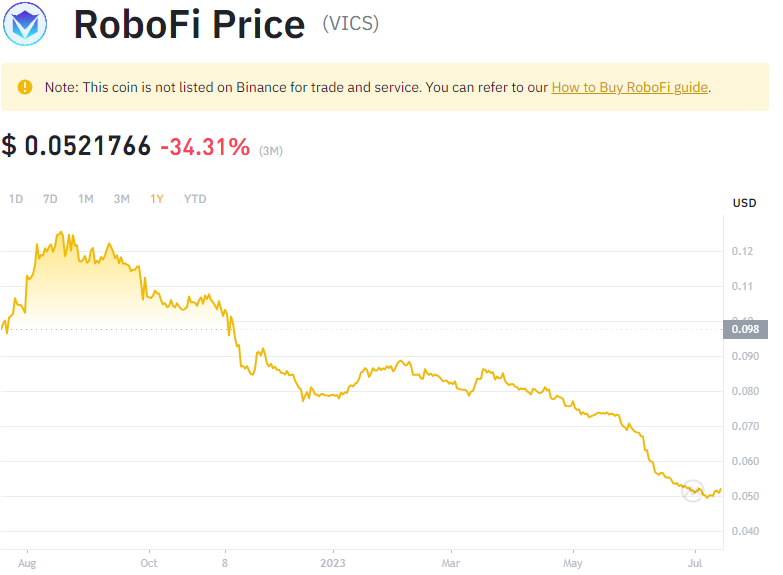 RoboFi Price (VICS)
Note: This coin is not listed on Binance for trade and service. You can refer to our How to Buy RoboFi guide.
$ 0.0521766 -34.31% (3M)
1D 7D 1M 3M 1Y YTD
USD
0.12
0.11
0.10
0.098
0.090
0.080
0.070
0.060
0.050
0.040
Aug Oct 8 2023 Mar May Jul